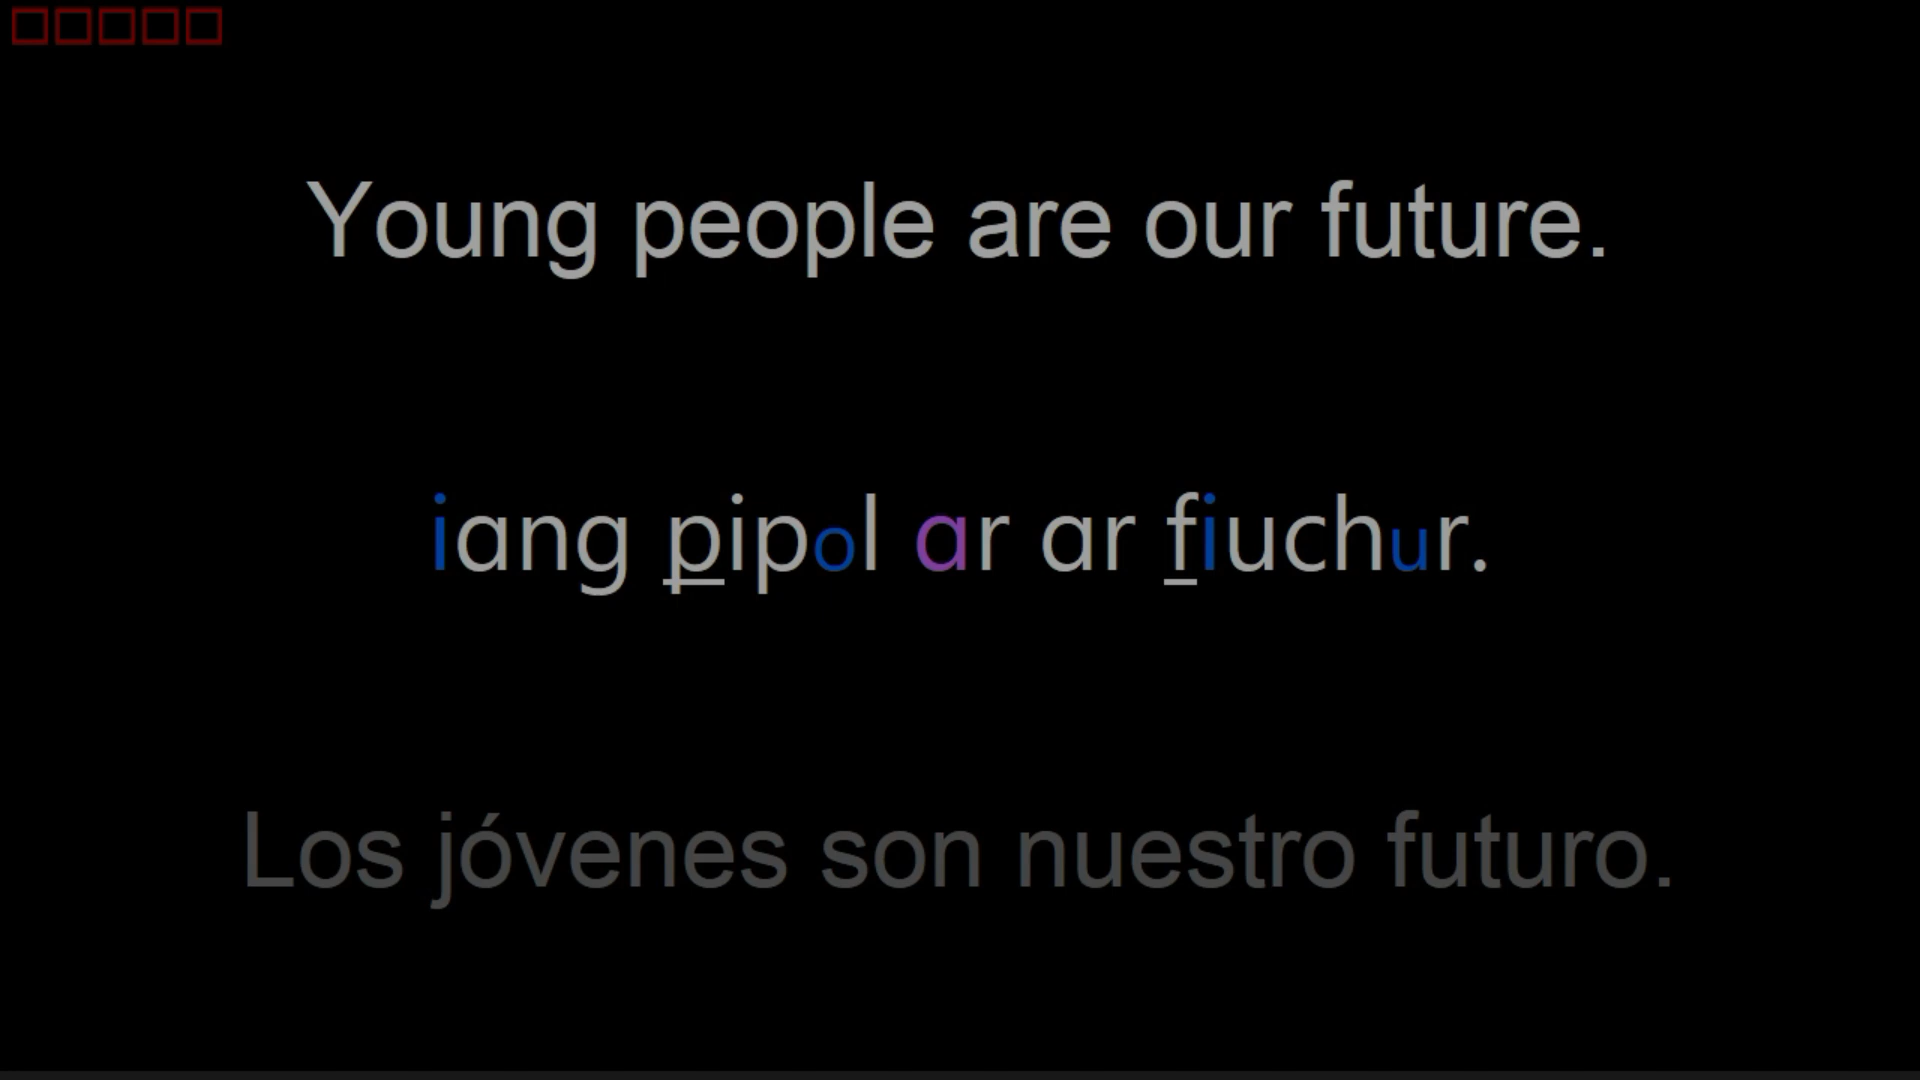 Young people are our future.
iang pipol ar ar fiuchur.
Los jóvenes son nuestro futuro.